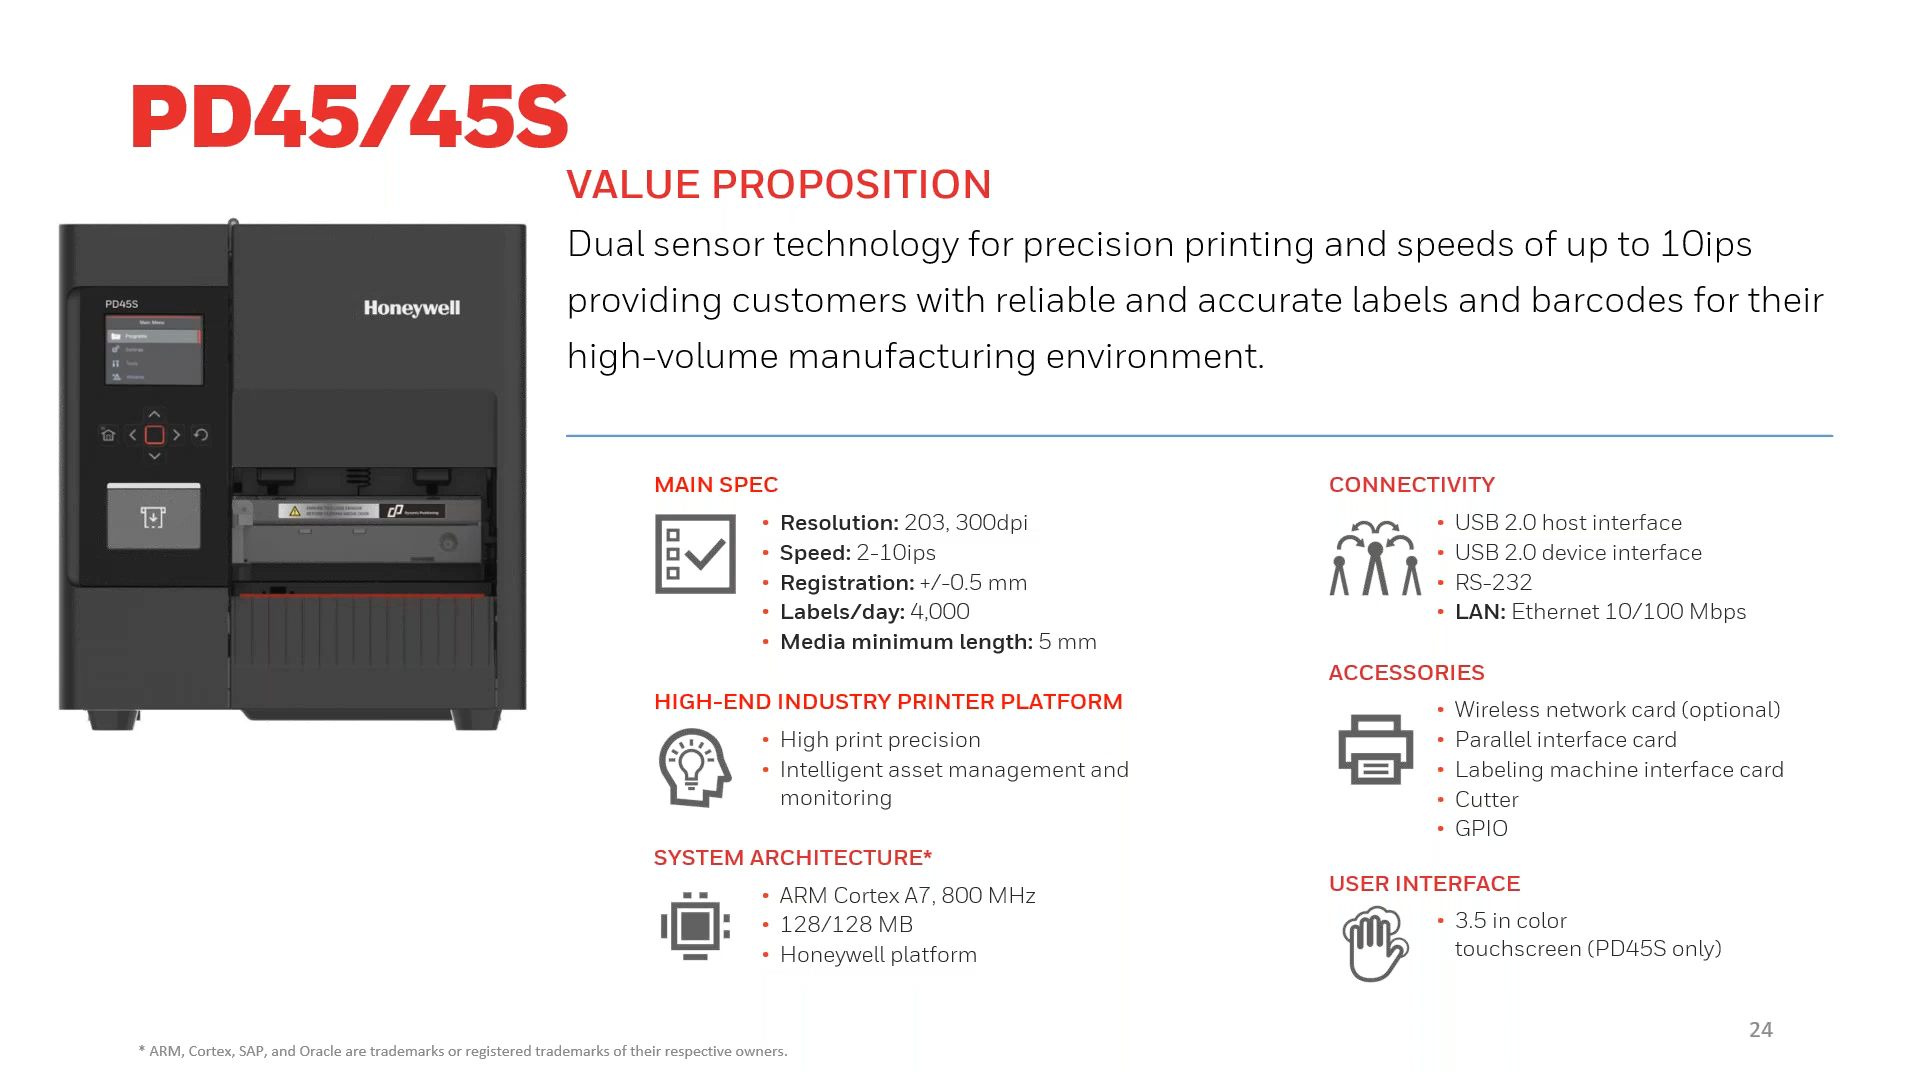 PD45/45S
VALUE PROPOSITION
Dual sensor technology for precision printing and speeds of up to 10ips
providing customers with reliable and accurate labels and barcodes for their
high-volume manufacturing environment.
PD45S
Honeywell
Main Menu
Programs
Settings
Tools
MAIN SPEC
• Resolution: 203, 300dpi
• Speed: 2-10ips
• Registration: +/-0.5 mm
• Labels/day: 4,000
• Media minimum length: 5 mm
HIGH-END INDUSTRY PRINTER PLATFORM
• High print precision
• Intelligent asset management and
monitoring
SYSTEM ARCHITECTURE*
• ARM Cortex A7, 800 MHz
• 128/128 MB
• Honeywell platform
CONNECTIVITY
• USB 2.0 host interface
• USB 2.0 device interface
• RS-232
• LAN: Ethernet 10/100 Mbps
ACCESSORIES
• Wireless network card (optional)
• Parallel interface card
• Labeling machine interface card
• Cutter
• GPIO
USER INTERFACE
• 3.5 in color
touchscreen (PD45S only)
24
* ARM, Cortex, SAP, and Oracle are trademarks or registered trademarks of their respective owners.